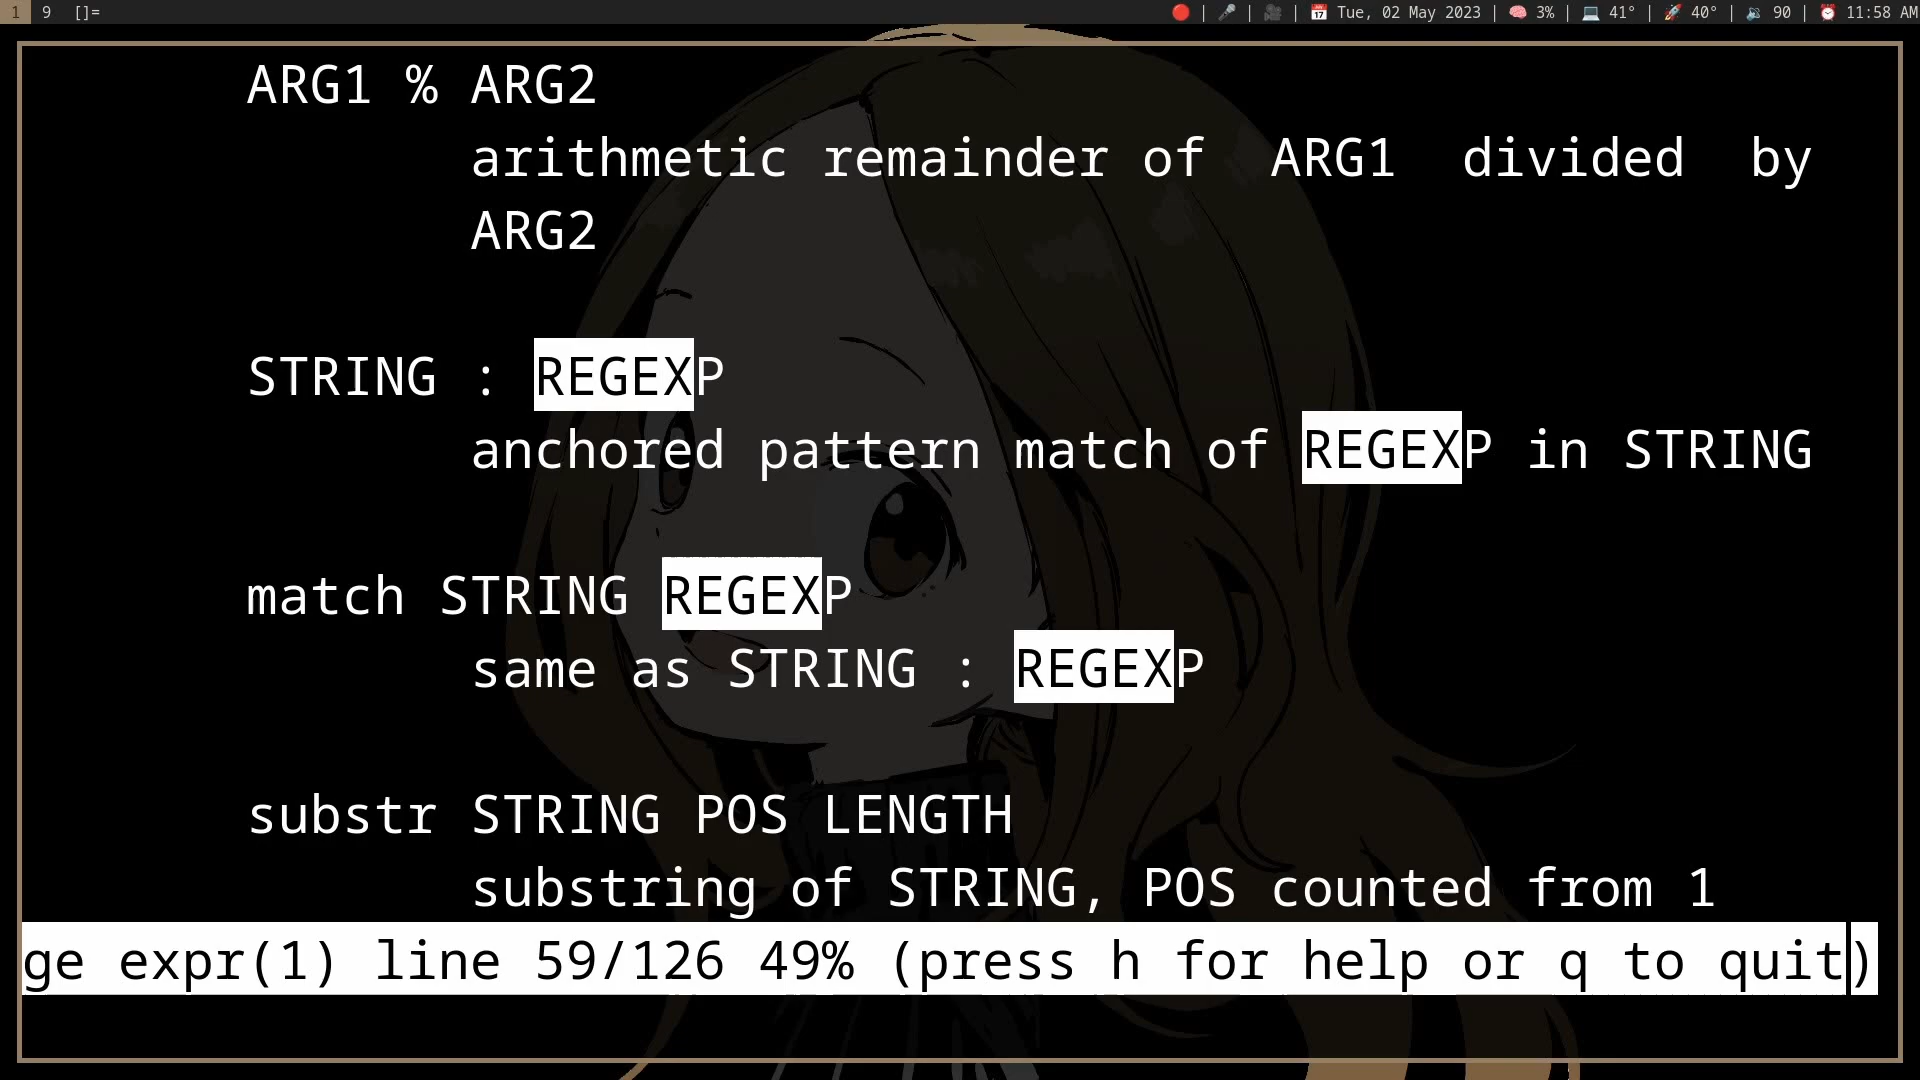 1 9 []= | | | Tue, 02 May 2023 | 3% | 41° | 40° | 90 | 11:58 AM
ARG1 % ARG2
arithmetic remainder of ARG1 divided by
ARG2
STRING : REGEXP
anchored pattern match of REGEXP in STRING
match STRING REGEXP
same as STRING : REGEXP
substr STRING POS LENGTH
substring of STRING, POS counted from 1
ge expr(1) line 59/126 49% (press h for help or q to quit)